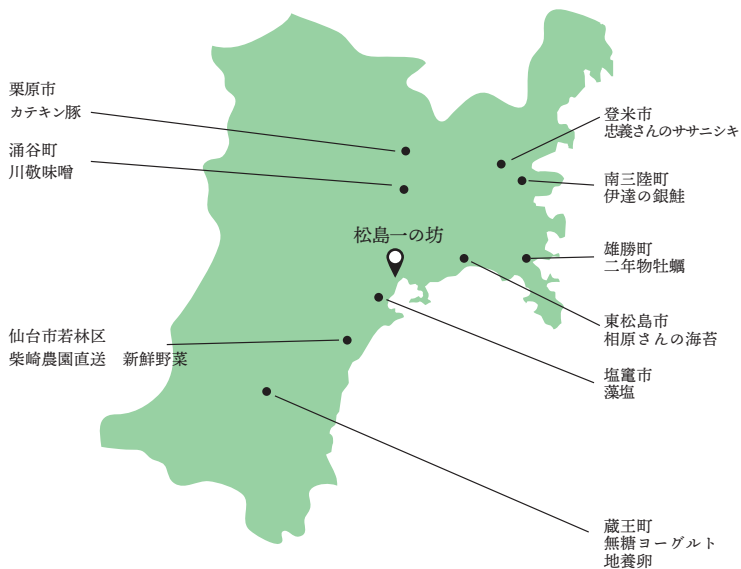 栗原市
カテキン豚
涌谷町
川敬味噌
松島一の坊
仙台市若林区
柴崎農園直送　新鮮野菜
登米市
忠義さんのササニシキ
南三陸町
伊達の銀鮭
雄勝町
二年物牡蠣
東松島市
相原さんの海苔
塩竈市
藻塩
蔵王町
無糖ヨーグルト
地養卵